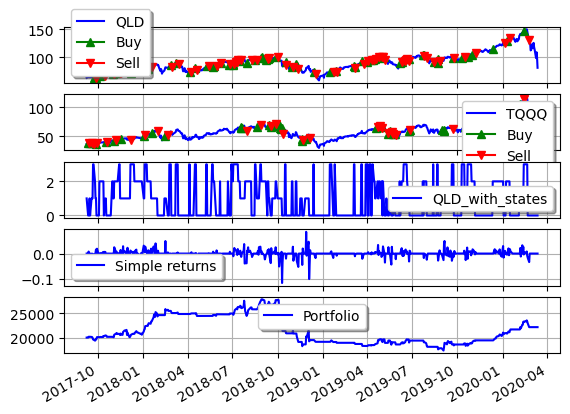 150
100
QLD
Buy
Sell
100
50
TQQQ
Buy
Sell
2
0
QLD_with_states
0.0
−0.1
Simple returns
25000
20000
Portfolio
2017-10
2018-01
2018-04
2018-07
2018-10
2019-01
2019-04
2019-07
2019-10
2020-01
2020-04